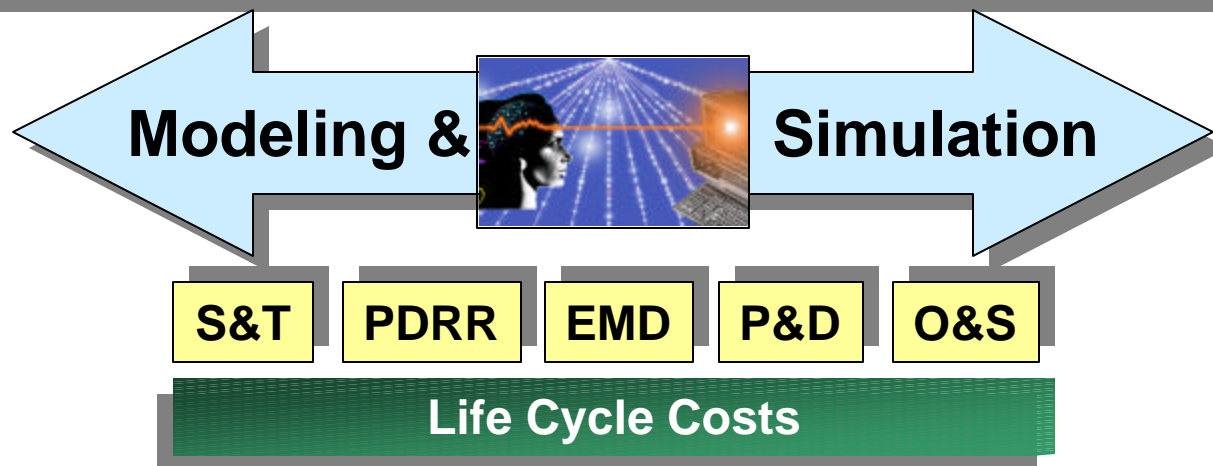 Modeling & Simulation
S&T PDRR EMD P&D O&S
Life Cycle Costs